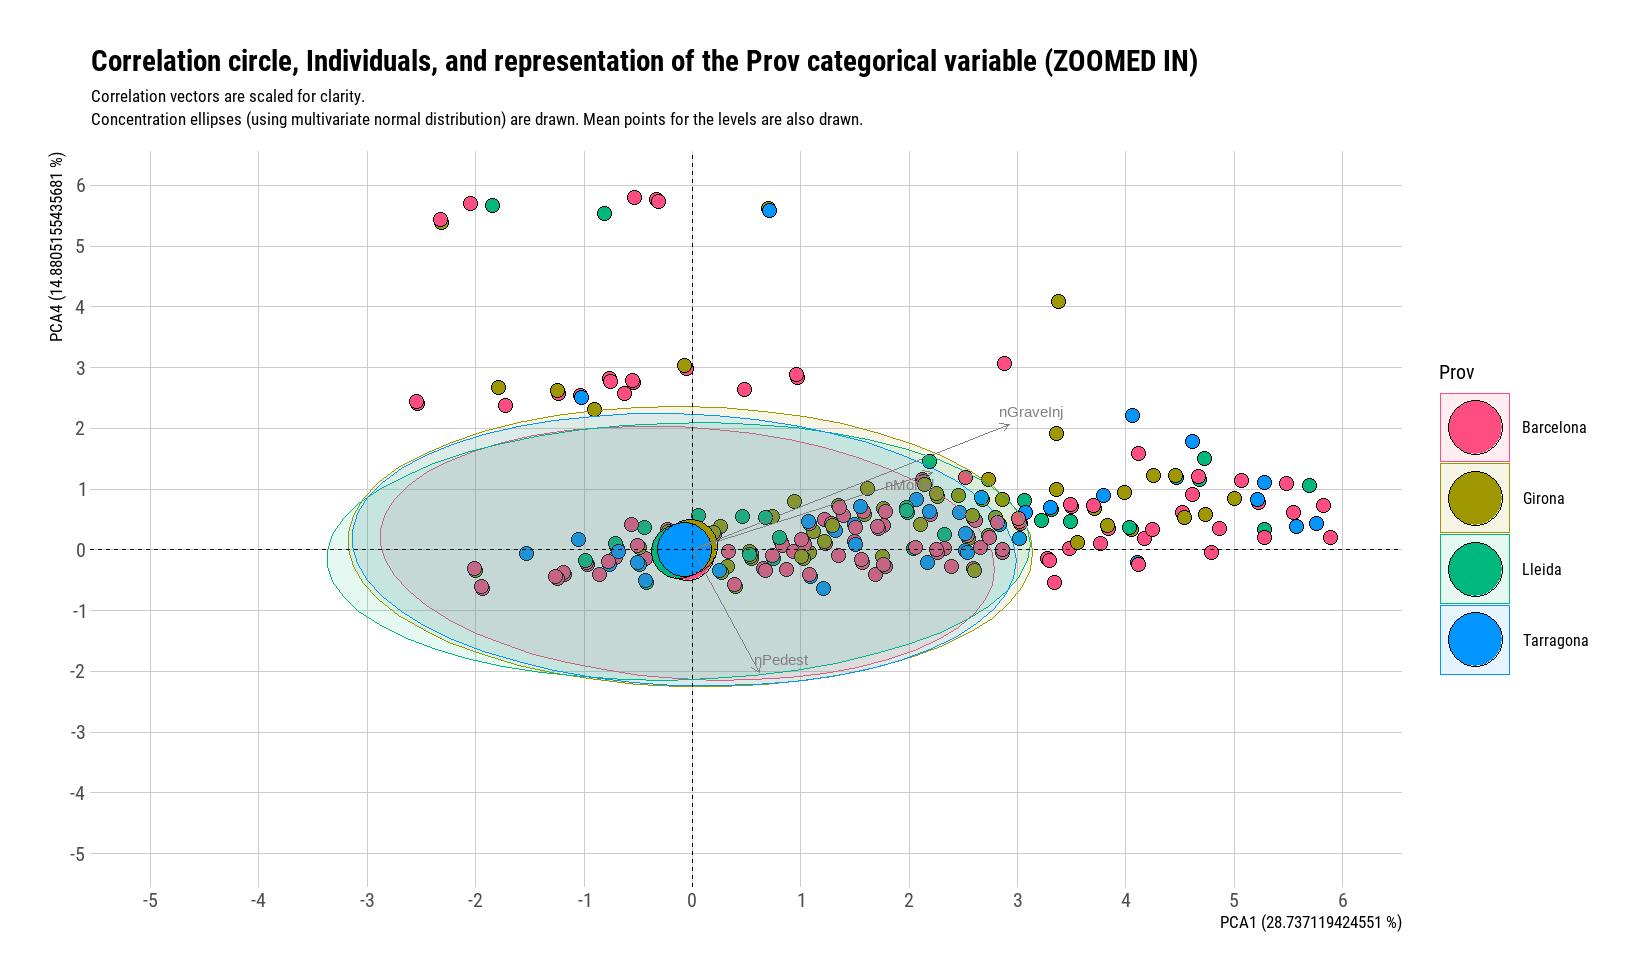 Correlation circle, Individuals, and representation of the Prov categorical variable (ZOOMED IN)
Correlation vectors are scaled for clarity.
Concentration ellipses (using multivariate normal distribution) are drawn. Mean points for the levels are also drawn.
PCA4 (14.8805155435681 %)
6
5
4
3
2
1
0
-1
-2
-3
-4
-5
nGraveInj
nPedest
-5
-4
-3
-2
-1
0
1
2
3
4
5
6
PCA1 (28.737119424551 %)
Prov
Barcelona
Girona
Lleida
Tarragona